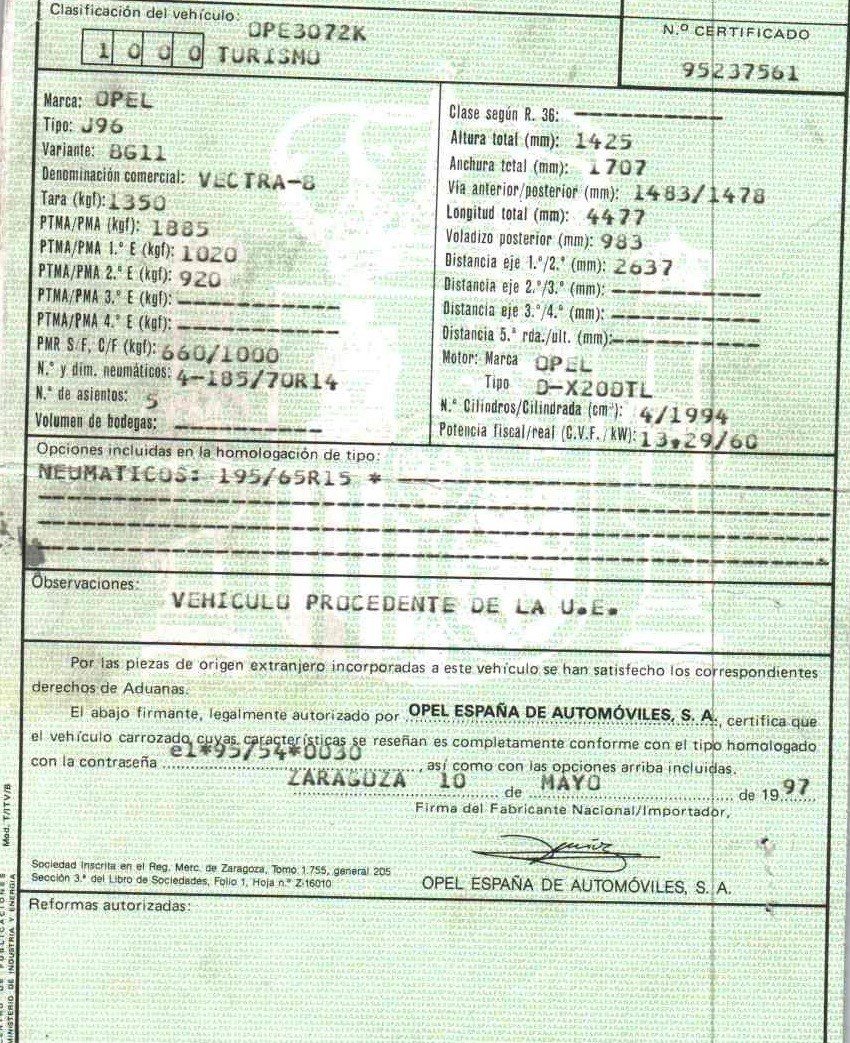 Clasificación del vehículo:
OPE3072K
1 0 0 0 TURISMO
N.º CERTIFICADO
95237561
Marca: OPEL
Tipo: J96
Variante: BG11
Denominación comercial: VECTRA-B
Tara (kgf): 1350
PTMA/PMA (kgf): 1885
PTMA/PMA 1.º E (kgf): 1020
PTMA/PMA 2.º E (kgf): 920
PTMA/PMA 3.º E (kgf): ------------
PTMA/PMA 4.º E (kgf): ------------
PMR S/F, C/F (kgf): 660/1000
N.º y dim. neumáticos: 4-185/70R14
N.º de asientos: 5
Volumen de bodegas: ------------
Clase según R. 36: ------------
Altura total (mm): 1425
Anchura total (mm): 1707
Vía anterior/posterior (mm): 1483/1478
Longitud total (mm): 4477
Voladizo posterior (mm): 983
Distancia eje 1.º/2.º (mm): 2637
Distancia eje 2.º/3.º (mm): ------------
Distancia eje 3.º/4.º (mm): ------------
Distancia 5.ª rda./ult. (mm): ------------
Motor: Marca OPEL
Tipo D-X20DTL
N.º Cilindros/Cilindrada (cm³): 4/1994
Potencia fiscal/real (C.V.F./kW): 13,29/60
Opciones incluidas en la homologación de tipo:
NEUMATICOS: 195/65R15 * ------------
Observaciones:
VEHICULO PROCEDENTE DE LA U.E.
Por las piezas de origen extranjero incorporadas a este vehículo se han satisfecho los correspondientes
derechos de Aduanas.
El abajo firmante, legalmente autorizado por OPEL ESPAÑA DE AUTOMÓVILES, S. A., certifica que
el vehículo carrozado cuyas características se reseñan es completamente conforme con el tipo homologado
con la contraseña e1*95/54*0030, así como con las opciones arriba incluidas.
ZARAGOZA 10 de MAYO de 1997
Firma del Fabricante Nacional/Importador,
Sociedad Inscrita en el Reg. Merc. de Zaragoza, Tomo 1.755, general 205
Sección 3.ª del Libro de Sociedades, Folio 1, Hoja n.º Z-16010
OPEL ESPAÑA DE AUTOMÓVILES, S. A.
Reformas autorizadas:
Mod. T/ITV/B
CENTRO DE PUBLICACIONES
MINISTERIO DE INDUSTRIA Y ENERGIA